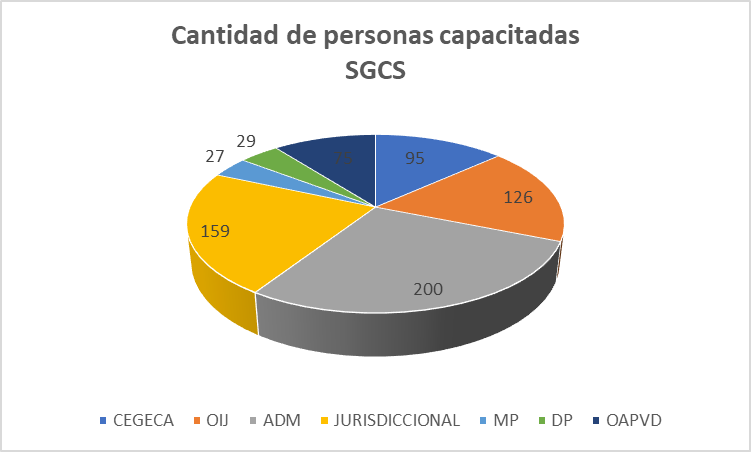 Cantidad de personas capacitadas
SGCS
95
126
200
159
27
29
CEGECA OIJ ADM JURISDICCIONAL MP DP OAPVD